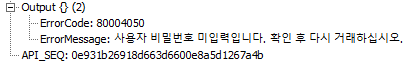 Output {} (2)
ErrorCode: 80004050
ErrorMessage: 사용자 비밀번호 미입력입니다. 확인 후 다시 거래하십시오.
API_SEQ: 0e931b26918d663d6600e8a5d1267a4b